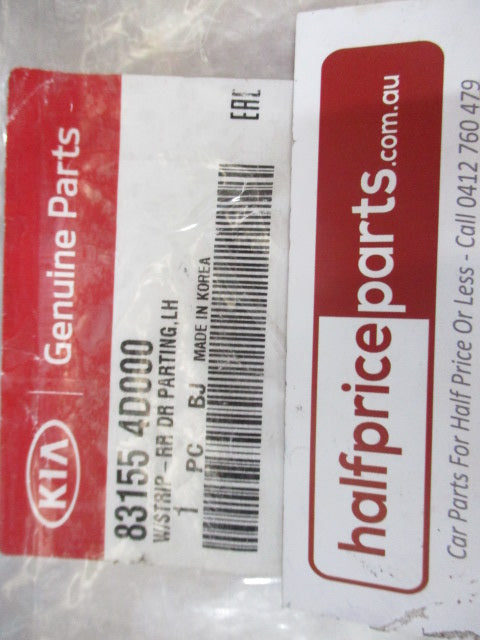 KIA
Genuine Parts
83155 4D000
W/STRIP-RR DR PARTING,LH
1 PC BJ MADE IN KOREA
EAC
halfpriceparts.com.au
Car Parts For Half Price Or Less - Call 0412 760 479